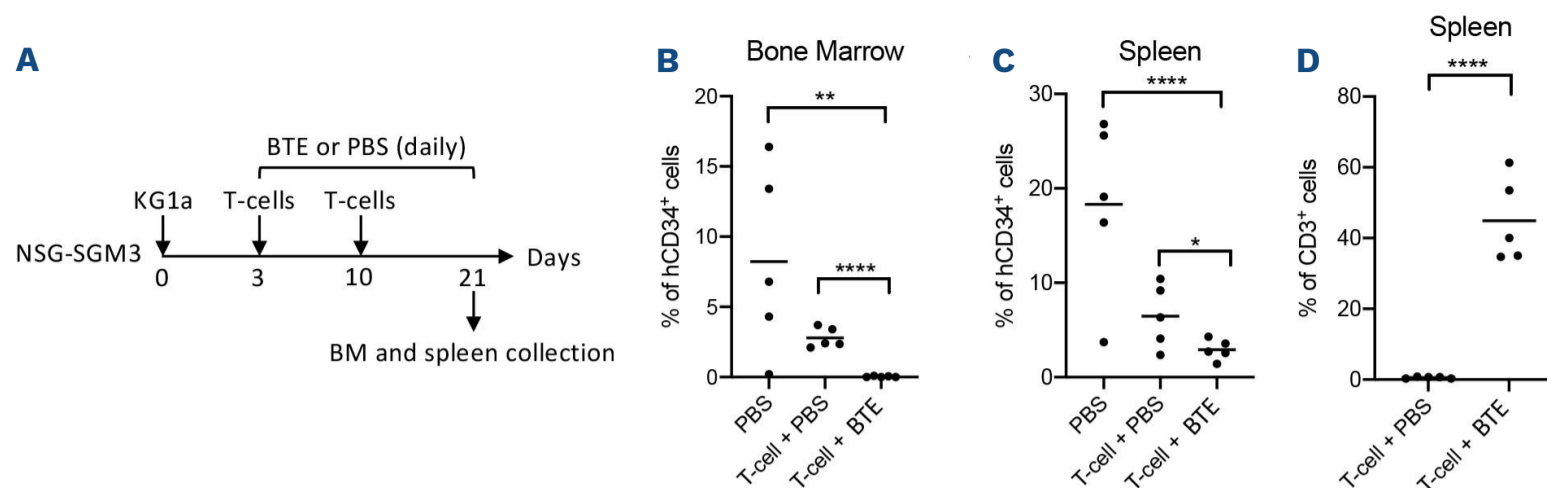 A
BTE or PBS (daily)
KG1a T-cells T-cells
NSG-SGM3
Days
0 3 10 21
BM and spleen collection
B
Bone Marrow
% of hCD34+ cells
20
15
10
5
0
**
****
PBS
T-cell + PBS
T-cell + BTE
C
Spleen
% of hCD34+ cells
30
20
10
0
****
*
PBS
T-cell + PBS
T-cell + BTE
D
Spleen
% of CD3+ cells
80
60
40
20
0
****
T-cell + PBS
T-cell + BTE